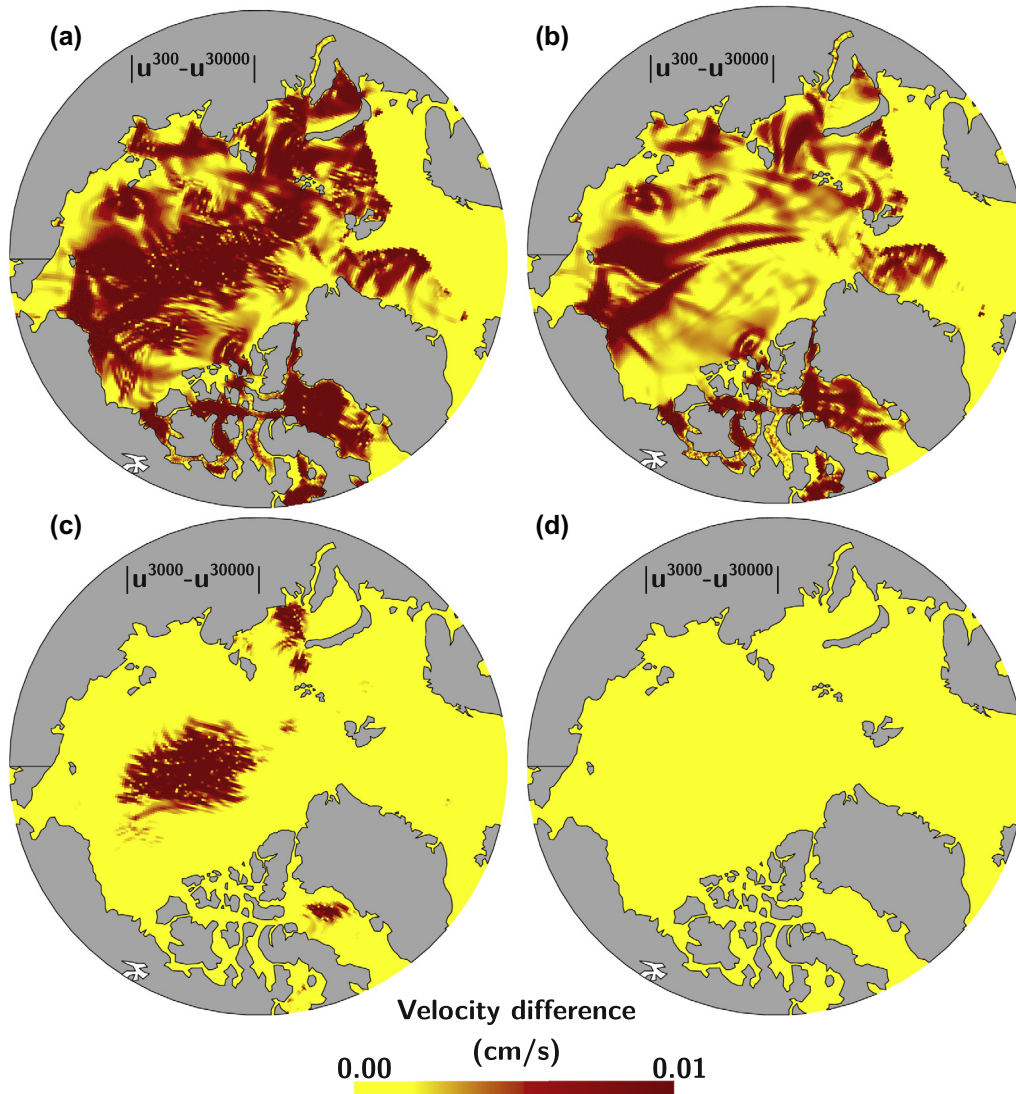 (a)
(b)
|u³⁰⁰-u³⁰⁰⁰⁰|
|u³⁰⁰-u³⁰⁰⁰⁰|
(c)
(d)
|u³⁰⁰⁰-u³⁰⁰⁰⁰|
|u³⁰⁰⁰-u³⁰⁰⁰⁰|
Velocity difference
(cm/s)
0.00
0.01